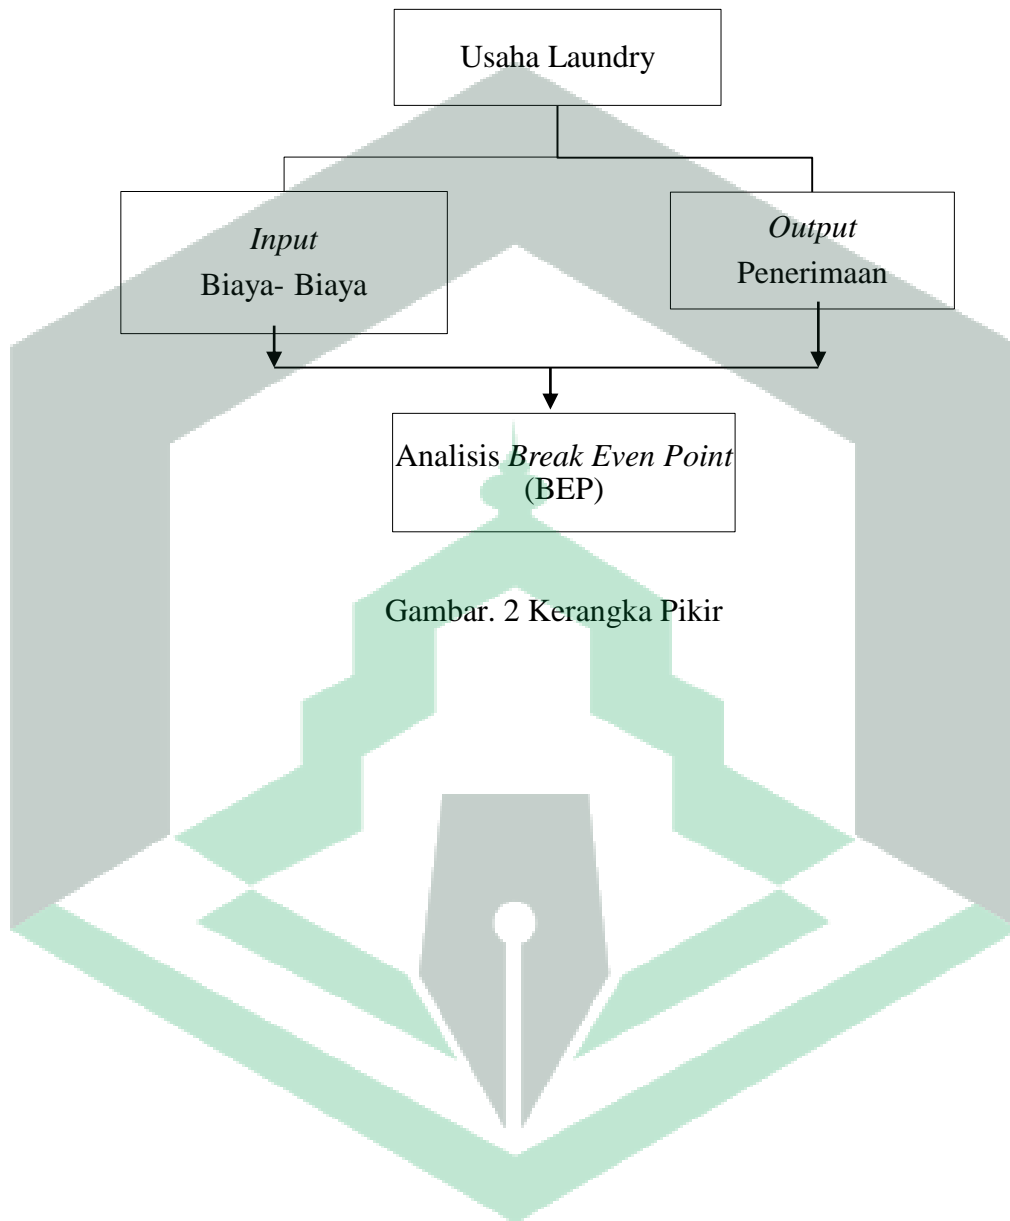 Usaha Laundry
Input
Biaya- Biaya
Output
Penerimaan
Analisis Break Even Point
(BEP)
Gambar. 2 Kerangka Pikir